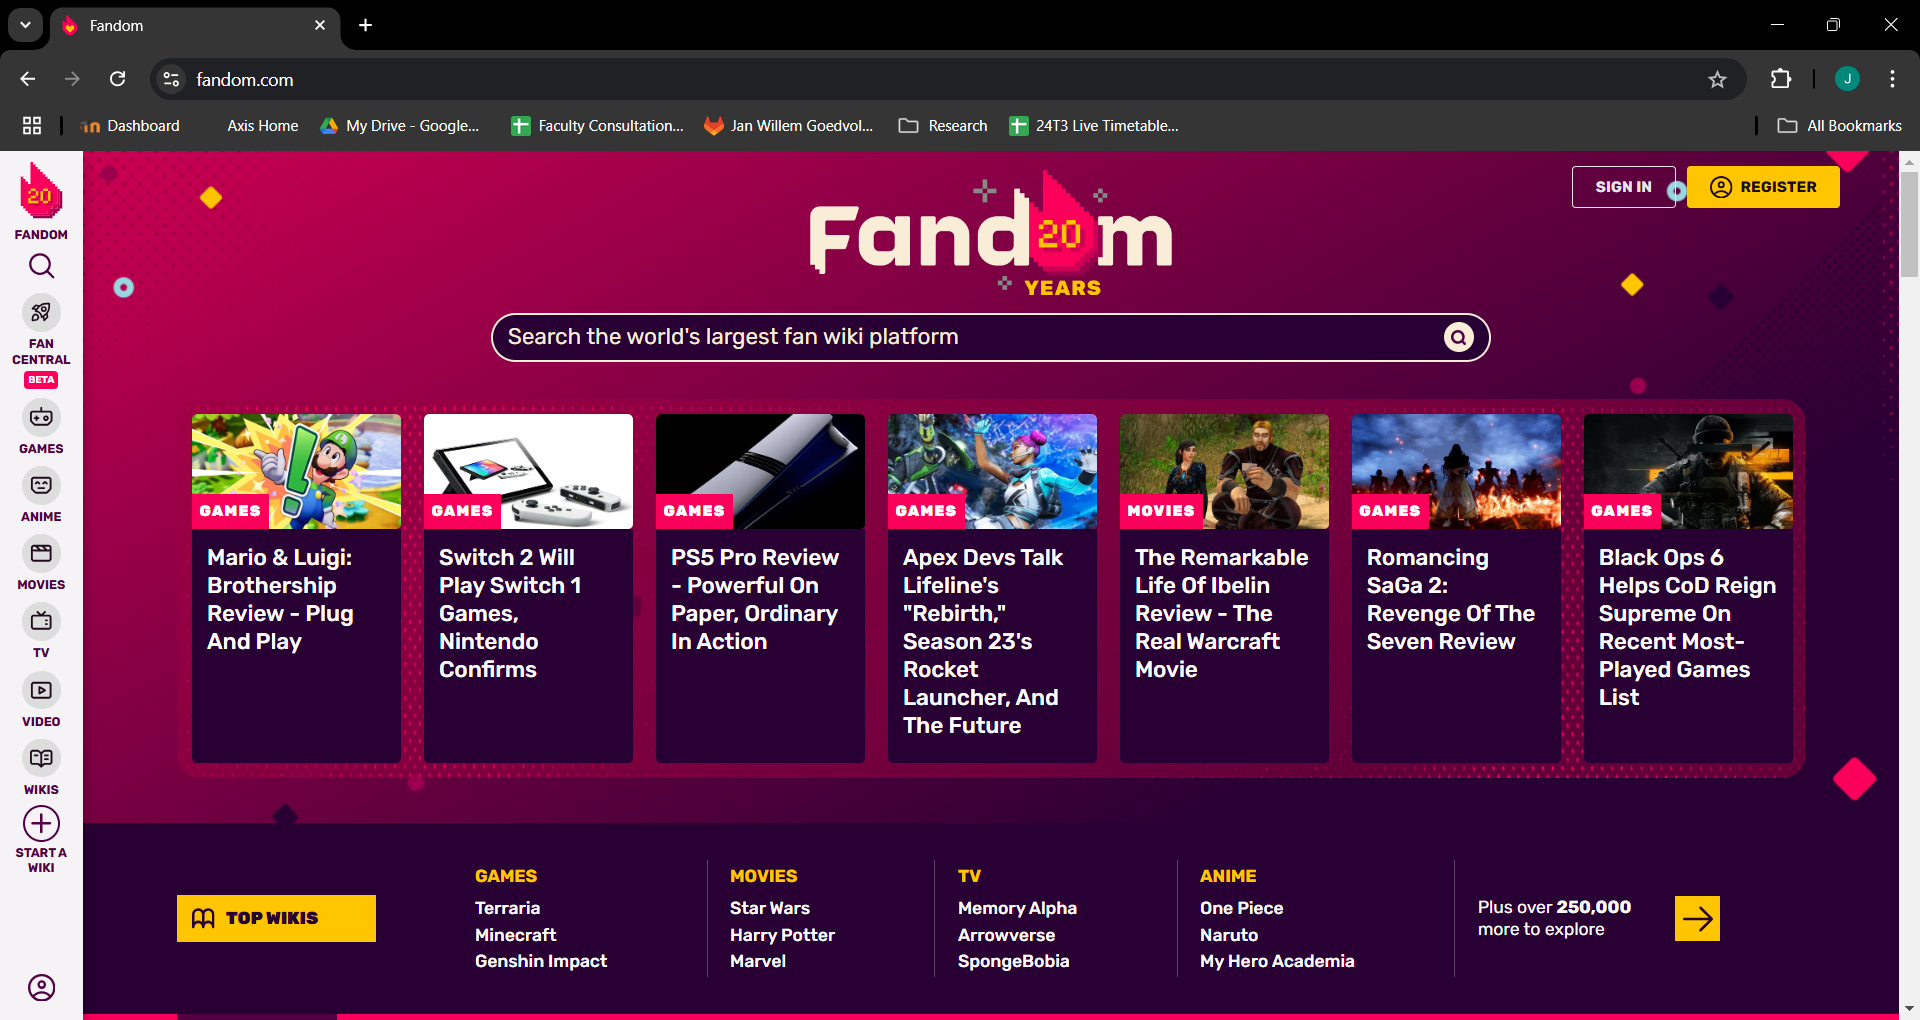 Fandom
fandom.com
Dashboard
Axis Home
My Drive - Google...
Faculty Consultation...
Jan Willem Goedvol...
Research
24T3 Live Timetable...
All Bookmarks
J
20
FANDOM
FAN
CENTRAL
BETA
GAMES
ANIME
MOVIES
TV
VIDEO
WIKIS
START A
WIKI
SIGN IN
REGISTER
Fandom
20
YEARS
Search the world's largest fan wiki platform
GAMES
Mario & Luigi:
Brothership
Review - Plug
And Play
GAMES
Switch 2 Will
Play Switch 1
Games,
Nintendo
Confirms
GAMES
PS5 Pro Review
- Powerful On
Paper, Ordinary
In Action
GAMES
Apex Devs Talk
Lifeline's
"Rebirth,"
Season 23's
Rocket
Launcher, And
The Future
MOVIES
The Remarkable
Life Of Ibelin
Review - The
Real Warcraft
Movie
GAMES
Romancing
SaGa 2:
Revenge Of The
Seven Review
GAMES
Black Ops 6
Helps CoD Reign
Supreme On
Recent Most-
Played Games
List
TOP WIKIS
GAMES
Terraria
Minecraft
Genshin Impact
MOVIES
Star Wars
Harry Potter
Marvel
TV
Memory Alpha
Arrowverse
SpongeBobia
ANIME
One Piece
Naruto
My Hero Academia
Plus over 250,000
more to explore